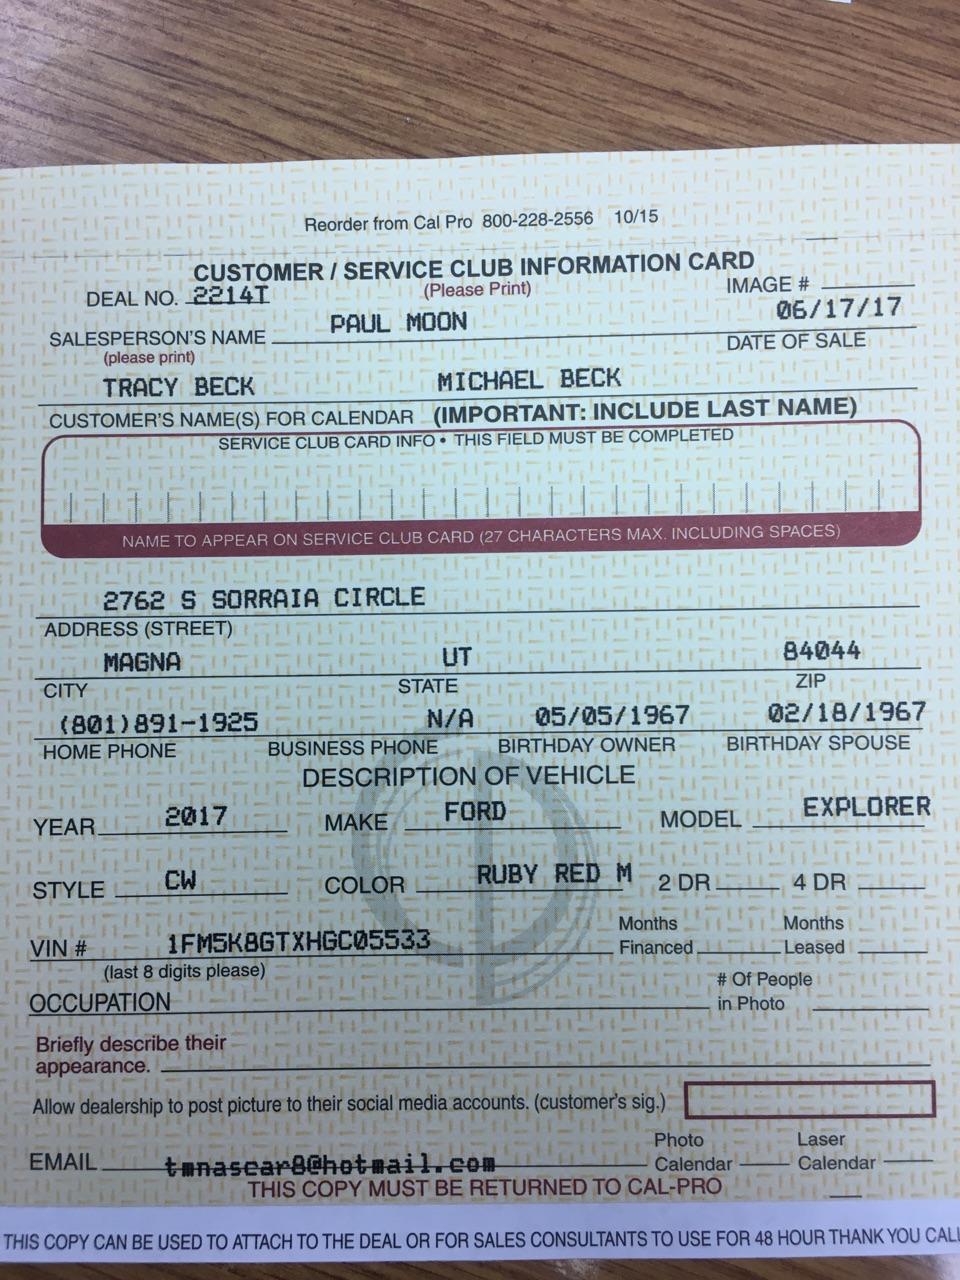 Reorder from Cal Pro 800-228-2556 10/15
CUSTOMER / SERVICE CLUB INFORMATION CARD
DEAL NO. 2214T (Please Print) IMAGE #
06/17/17
SALESPERSON'S NAME PAUL MOON DATE OF SALE
(please print)
TRACY BECK MICHAEL BECK
CUSTOMER'S NAME(S) FOR CALENDAR (IMPORTANT: INCLUDE LAST NAME)
SERVICE CLUB CARD INFO • THIS FIELD MUST BE COMPLETED
NAME TO APPEAR ON SERVICE CLUB CARD (27 CHARACTERS MAX. INCLUDING SPACES)
2762 S SORRAIA CIRCLE
ADDRESS (STREET)
MAGNA UT 84044
CITY STATE ZIP
(801)891-1925 N/A 05/05/1967 02/18/1967
HOME PHONE BUSINESS PHONE BIRTHDAY OWNER BIRTHDAY SPOUSE
DESCRIPTION OF VEHICLE
YEAR 2017 MAKE FORD MODEL EXPLORER
STYLE CW COLOR RUBY RED M 2 DR 4 DR
VIN # 1FM5K8GTXHGC05533 Months Financed Months Leased
(last 8 digits please)
OCCUPATION # Of People in Photo
Briefly describe their
appearance.
Allow dealership to post picture to their social media accounts. (customer's sig.)
EMAIL tmnascar8@hotmail.com Photo Calendar Laser Calendar
THIS COPY MUST BE RETURNED TO CAL-PRO
THIS COPY CAN BE USED TO ATTACH TO THE DEAL OR FOR SALES CONSULTANTS TO USE FOR 48 HOUR THANK YOU CALL